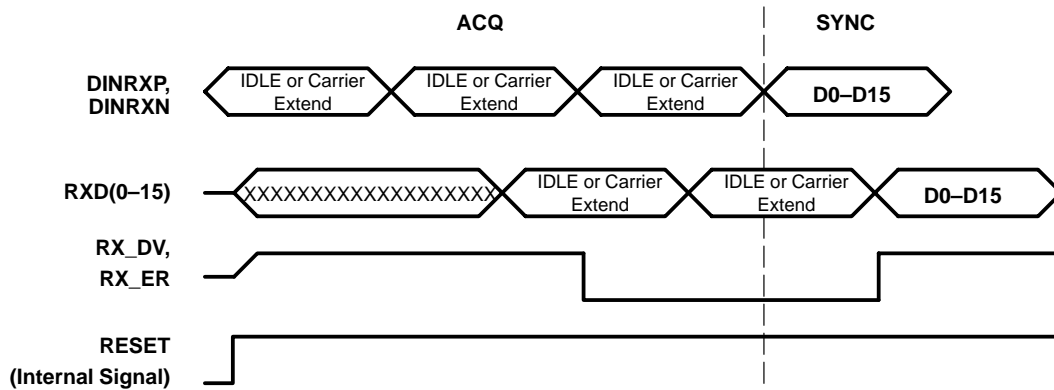 ACQ SYNC
DINRXP,
DINRXN
IDLE or Carrier
Extend
IDLE or Carrier
Extend
IDLE or Carrier
Extend
D0–D15
RXD(0–15)
XXXXXXXXXXXXXXXXXXX
IDLE or Carrier
Extend
IDLE or Carrier
Extend
D0–D15
RX_DV,
RX_ER
RESET
(Internal Signal)